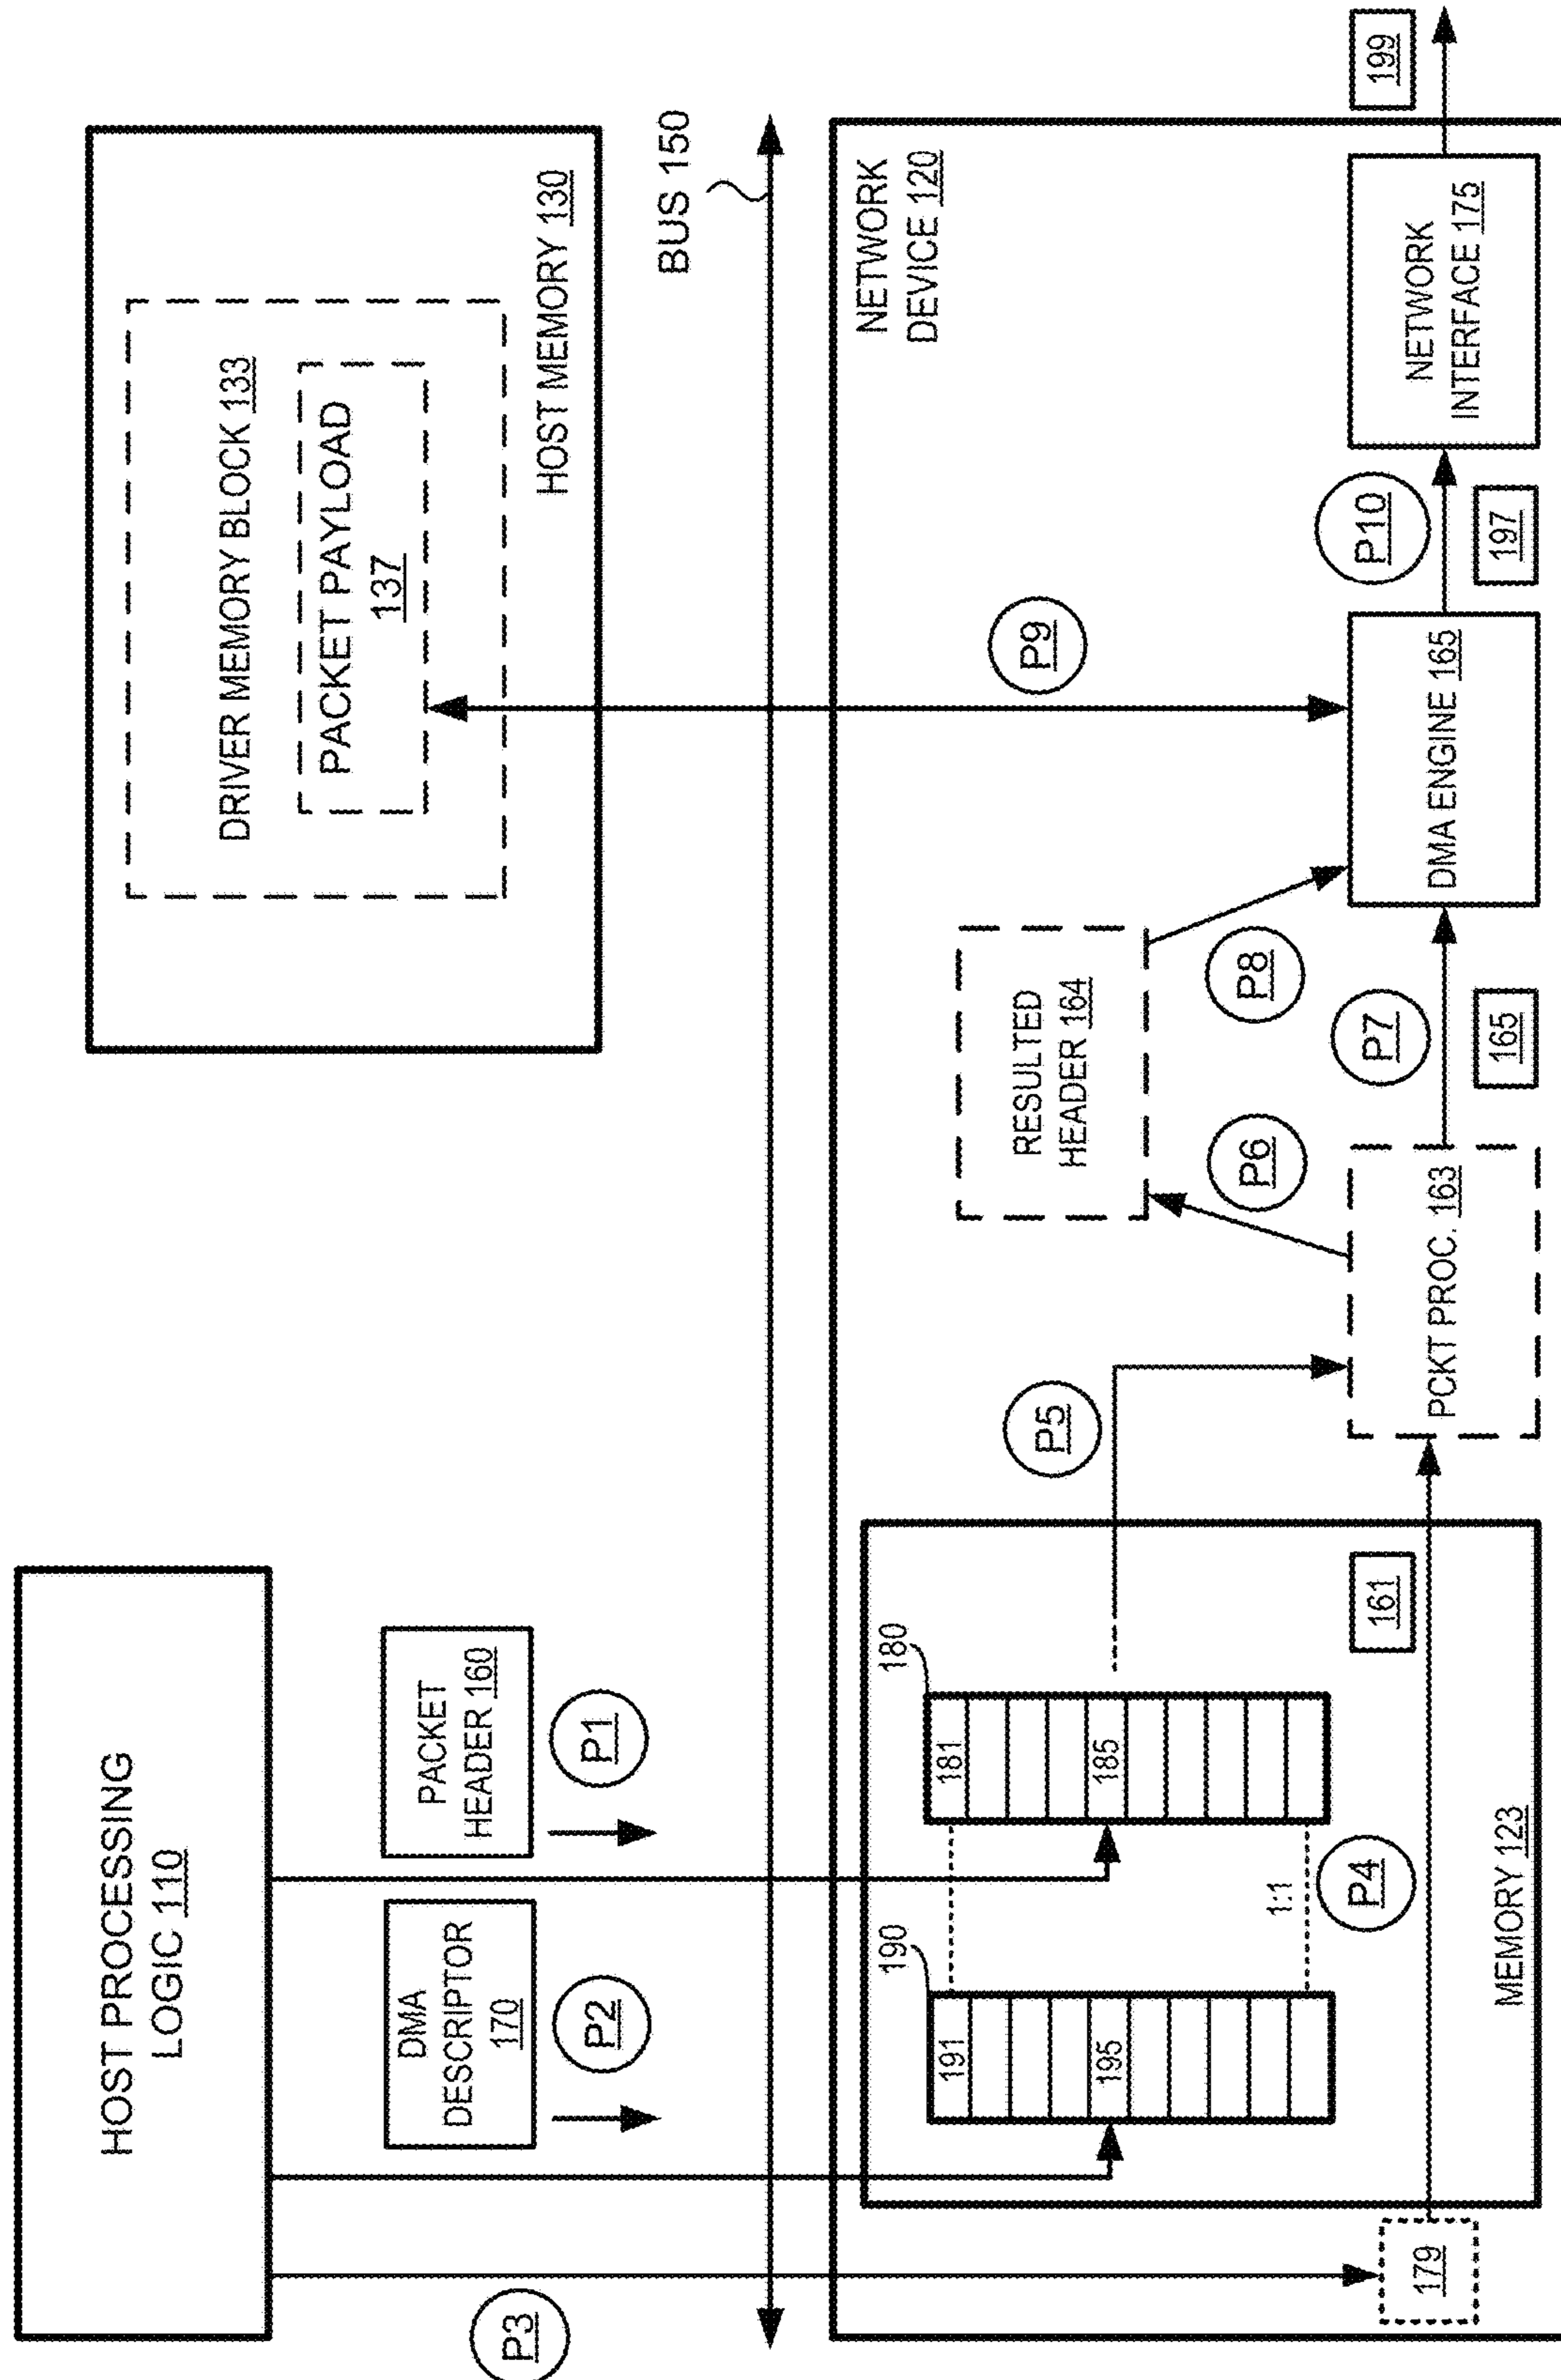 HOST PROCESSING
LOGIC 110
DRIVER MEMORY BLOCK 133
PACKET PAYLOAD
137
HOST MEMORY 130
PACKET
HEADER 160
P1
DMA
DESCRIPTOR
170
P2
P3
BUS 150
NETWORK
DEVICE 120
190
191
195
180
181
185
1:1
P4
161
MEMORY 123
179
P5
PCKT PROC. 163
P6
RESULTED
HEADER 164
P8
P7
165
P9
DMA ENGINE 165
P10
197
NETWORK
INTERFACE 175
199